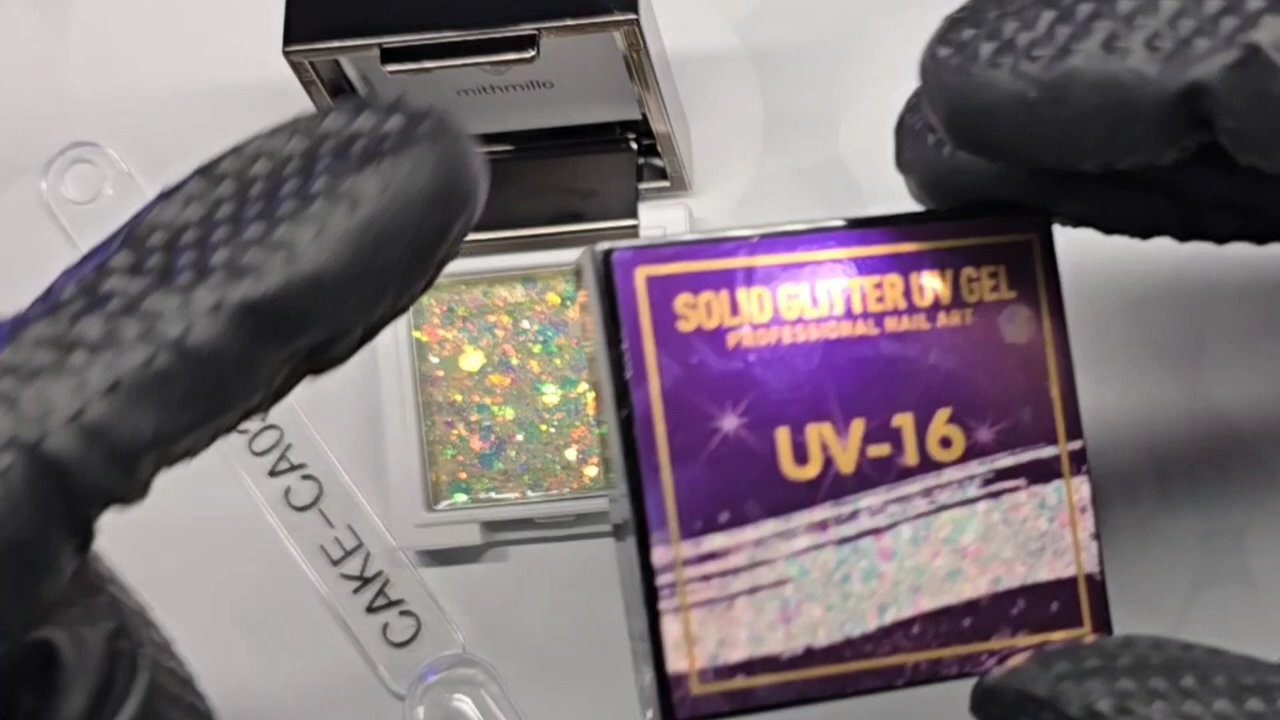 mithmillo
SOLID GLITTER UV GEL
PROFESSIONAL NAIL ART
UV-16
CAKE-CA0